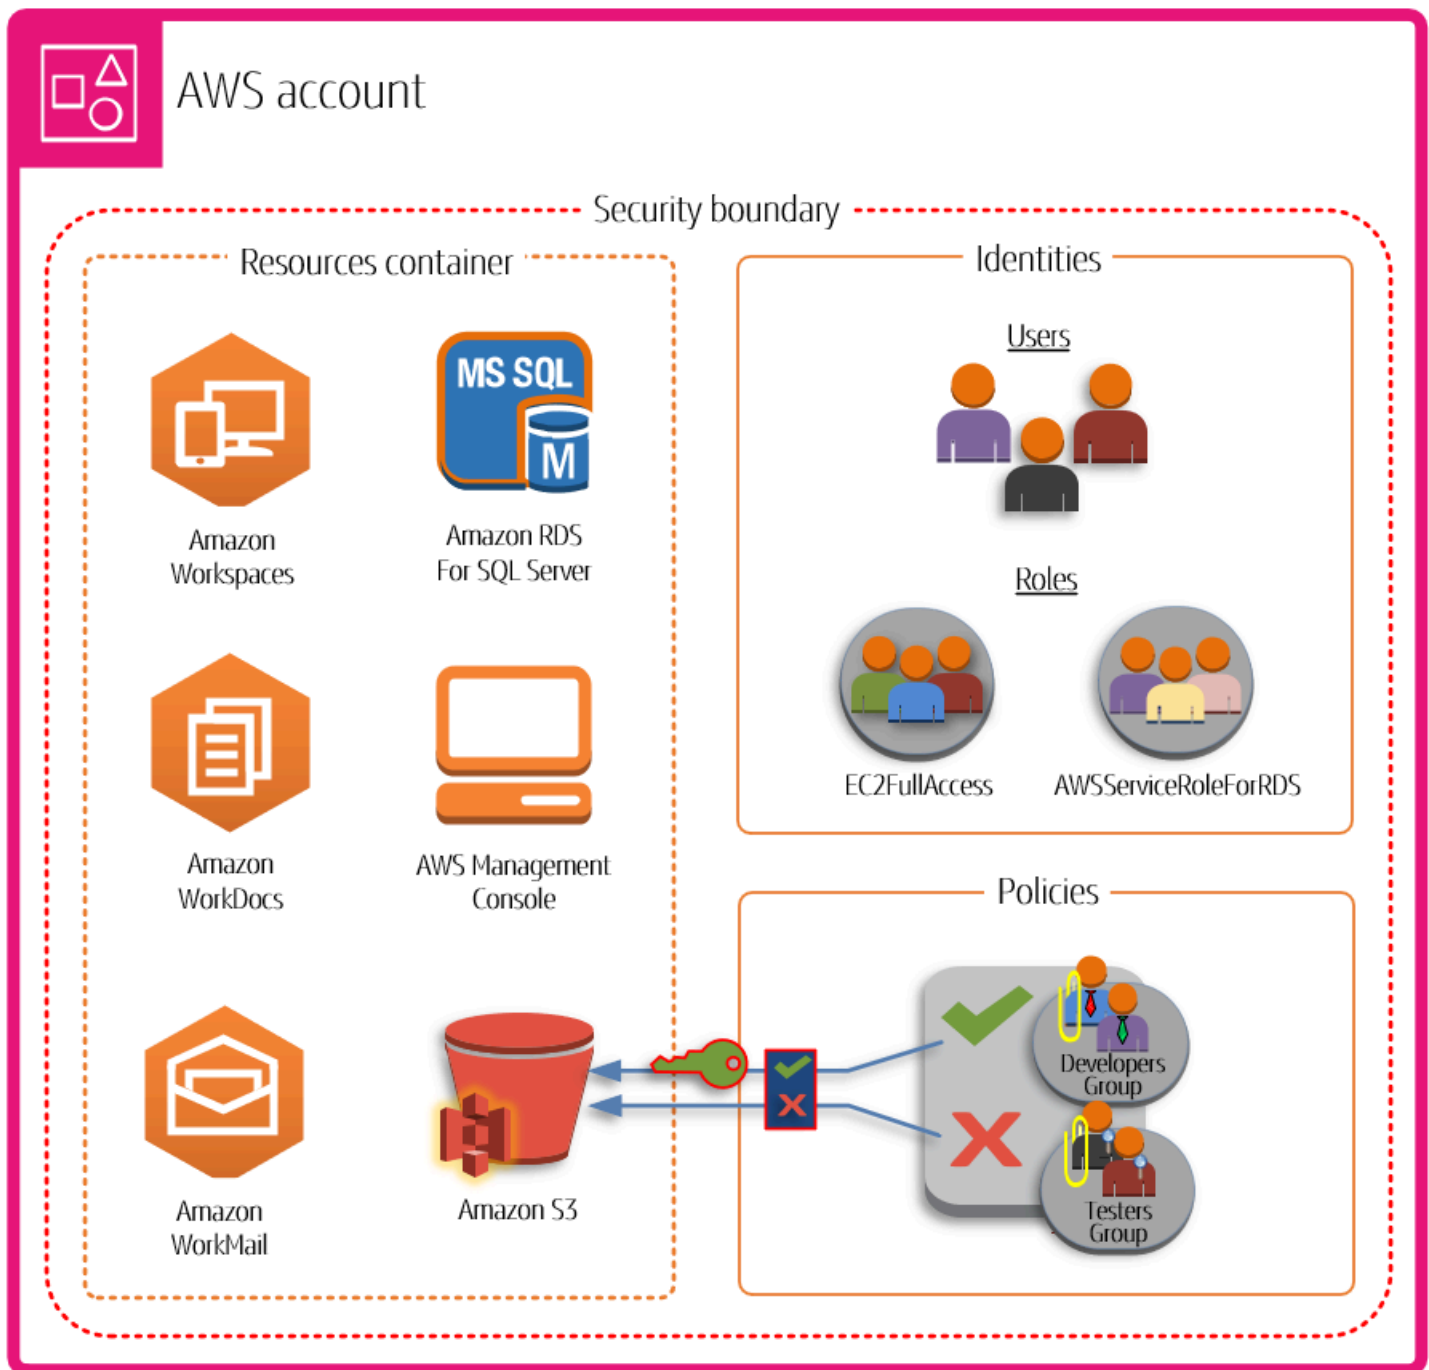 AWS account
Security boundary
Resources container
Amazon
Workspaces
MS SQL
M
Amazon RDS
For SQL Server
Amazon
WorkDocs
AWS Management
Console
Amazon
WorkMail
Amazon S3
Identities
Users
Roles
EC2FullAccess
AWSServiceRoleForRDS
Policies
Developers
Group
Testers
Group